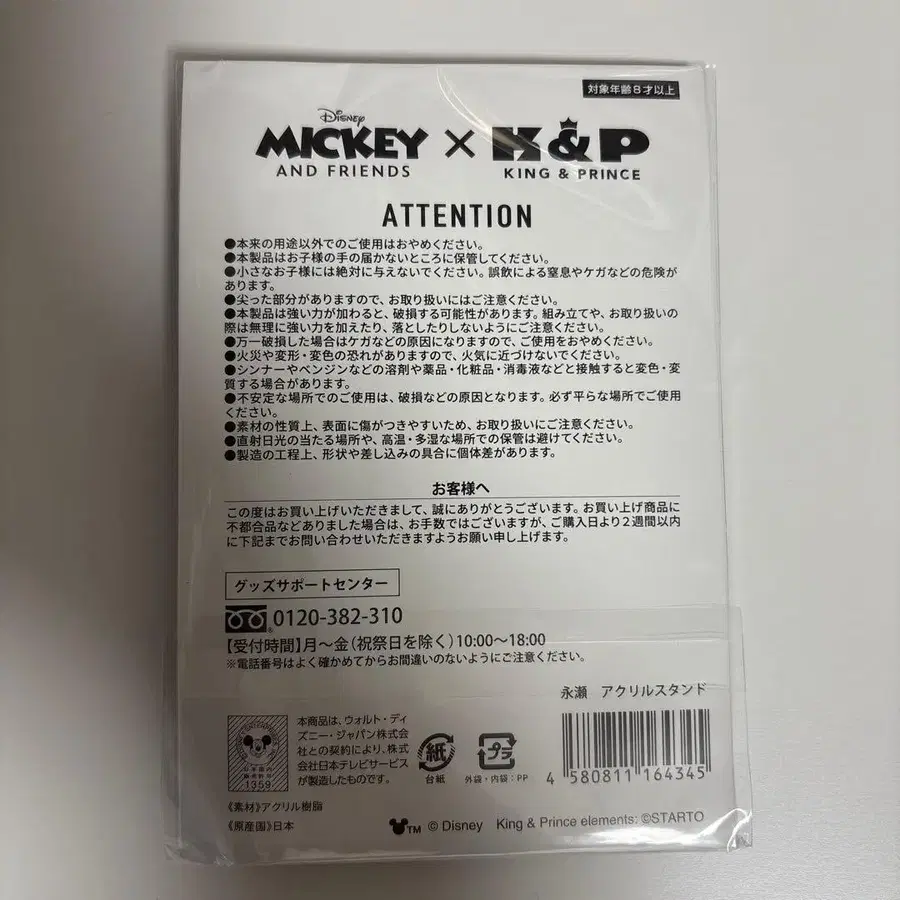 対象年齢8才以上
Disney
MICKEY × K&P
AND FRIENDS KING & PRINCE
ATTENTION
●本来の用途以外でのご使用はおやめください。
●本製品はお子様の手の届かないところに保管してください。
●小さなお子様には絶対に与えないでください。誤飲による窒息やケガなどの危険が
あります。
●尖った部分がありますので、お取り扱いにはご注意ください。
●本製品は強い力が加わると、破損する可能性があります。組み立てや、お取り扱いの
際は無理に強い力を加えたり、落としたりしないようにご注意ください。
●万一破損した場合はケガなどの原因になりますので、ご使用をおやめください。
●火災や変形・変色の恐れがありますので、火気に近づけないでください。
●シンナーやベンジンなどの溶剤や薬品・化粧品・消毒液などと接触すると変色・変
質する場合があります。
●不安定な場所でのご使用は、破損などの原因となります。必ず平らな場所でご使用
ください。
●素材の性質上、表面に傷がつきやすいため、お取り扱いにご注意ください。
●直射日光の当たる場所や、高温・多湿な場所での保管は避けてください。
●製造の工程上、形状や差し込みの具合に個体差があります。
お客様へ
この度はお買い上げいただきまして、誠にありがとうございます。お買い上げ商品に
不都合品などありました場合は、お手数ではございますが、ご購入日より2週間以内
に下記までお問い合わせいただきますようお願い申し上げます。
グッズサポートセンター
0120-382-310
【受付時間】月～金(祝祭日を除く)10:00～18:00
※電話番号はよく確かめてからお間違いのないようにご注意ください。
永瀬 アクリルスタンド
本商品は、ウォルト・ディ
ズニー・ジャパン株式会
社との契約により、株式
会社日本テレビサービス
が製造したものです。
1959
紙
台紙
プラ
外袋・内袋:PP
4 580811 164345
《素材》アクリル樹脂
《原産国》日本
TM © Disney King & Prince elements: ©STARTO